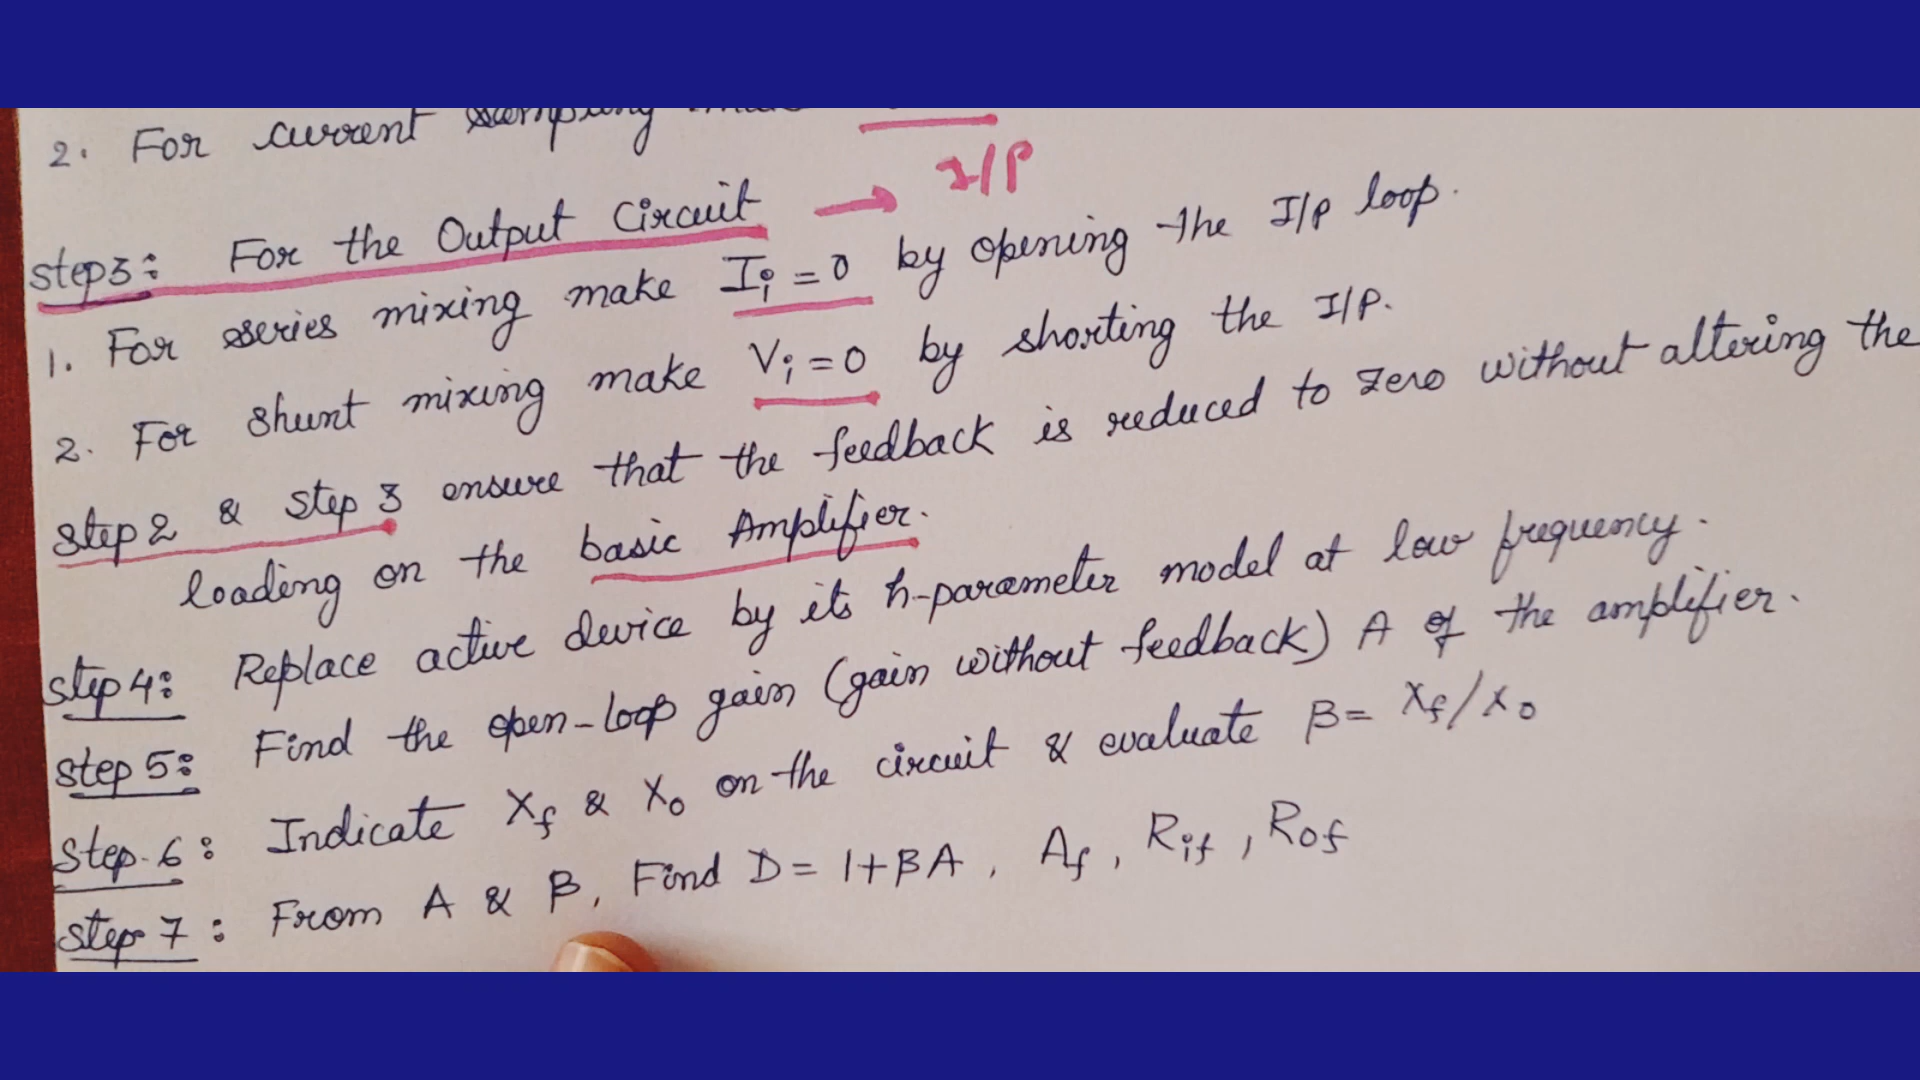 2. For current sampling
step3: For the Output Circuit → I/P
1. For series mixing make Ii = 0 by opening the I/P loop.
2. For shunt mixing make Vi = 0 by shorting the I/P.
step 2 & step 3 ensure that the feedback is reduced to zero without altering the
loading on the basic Amplifier.
step 4: Replace active device by its h-parameter model at low frequency.
step 5: Find the open-loop gain (gain without feedback) A of the amplifier.
step-6: Indicate Xf & Xo on the circuit & evaluate β = Xf/Xo
step 7: From A & β, Find D = 1+βA, Af, Rif, Rof